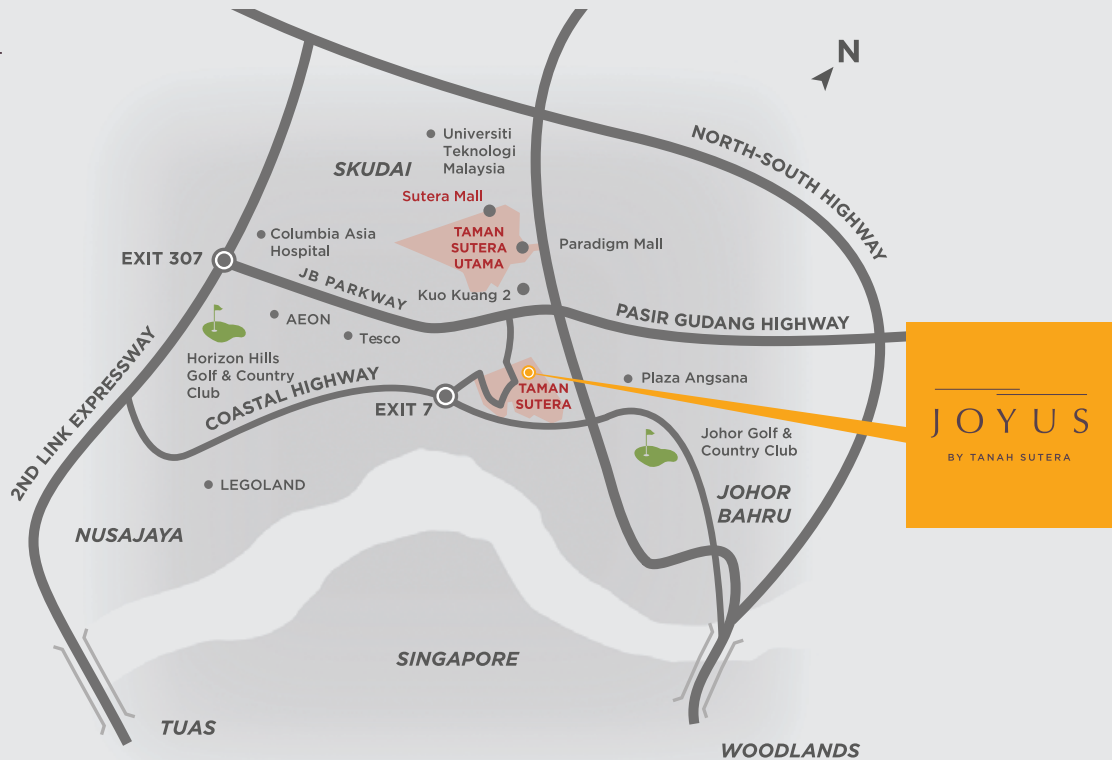 N
NORTH-SOUTH HIGHWAY
Universiti
Teknologi
Malaysia
SKUDAI
Sutera Mall
TAMAN
SUTERA
UTAMA
Columbia Asia
Hospital
Paradigm Mall
EXIT 307
JB PARKWAY
Kuo Kuang 2
PASIR GUDANG HIGHWAY
AEON
Tesco
Horizon Hills
Golf & Country
Club
2ND LINK EXPRESSWAY
COASTAL HIGHWAY
EXIT 7
TAMAN
SUTERA
Plaza Angsana
JOYUS
BY TANAH SUTERA
Johor Golf &
Country Club
LEGOLAND
JOHOR
BAHRU
NUSAJAYA
SINGAPORE
TUAS
WOODLANDS